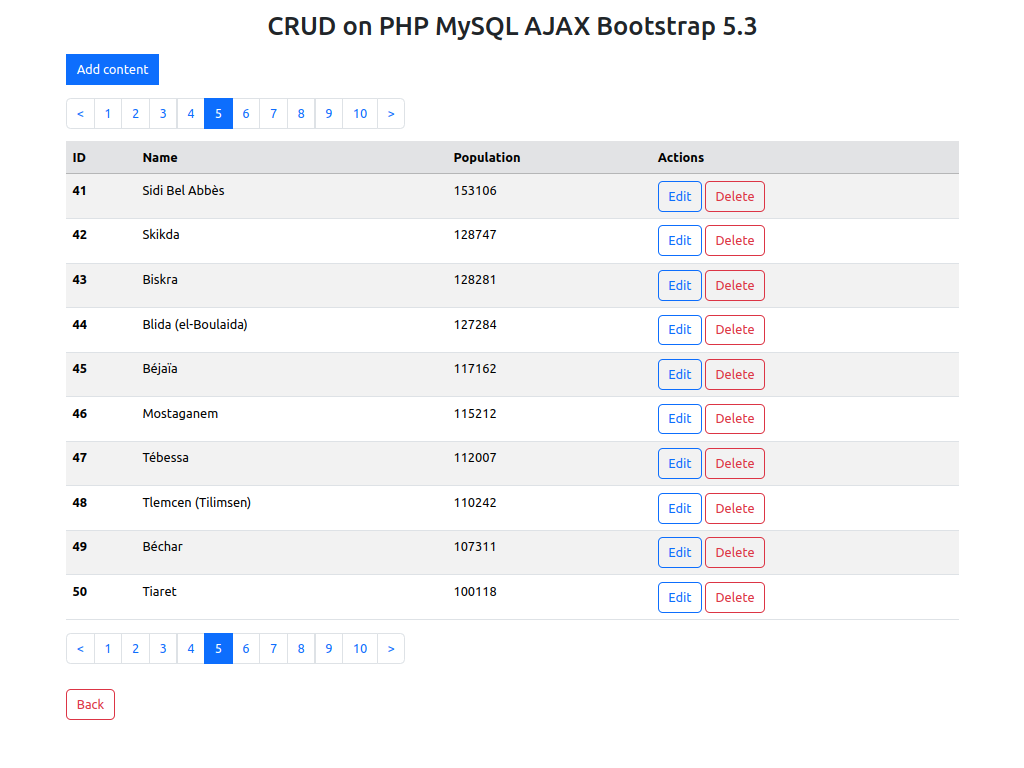 CRUD on PHP MySQL AJAX Bootstrap 5.3
Add content
< 1 2 3 4 5 6 7 8 9 10 >
ID Name Population Actions
41 Sidi Bel Abbès 153106 Edit Delete
42 Skikda 128747 Edit Delete
43 Biskra 128281 Edit Delete
44 Blida (el-Boulaida) 127284 Edit Delete
45 Béjaïa 117162 Edit Delete
46 Mostaganem 115212 Edit Delete
47 Tébessa 112007 Edit Delete
48 Tlemcen (Tilimsen) 110242 Edit Delete
49 Béchar 107311 Edit Delete
50 Tiaret 100118 Edit Delete
< 1 2 3 4 5 6 7 8 9 10 >
Back